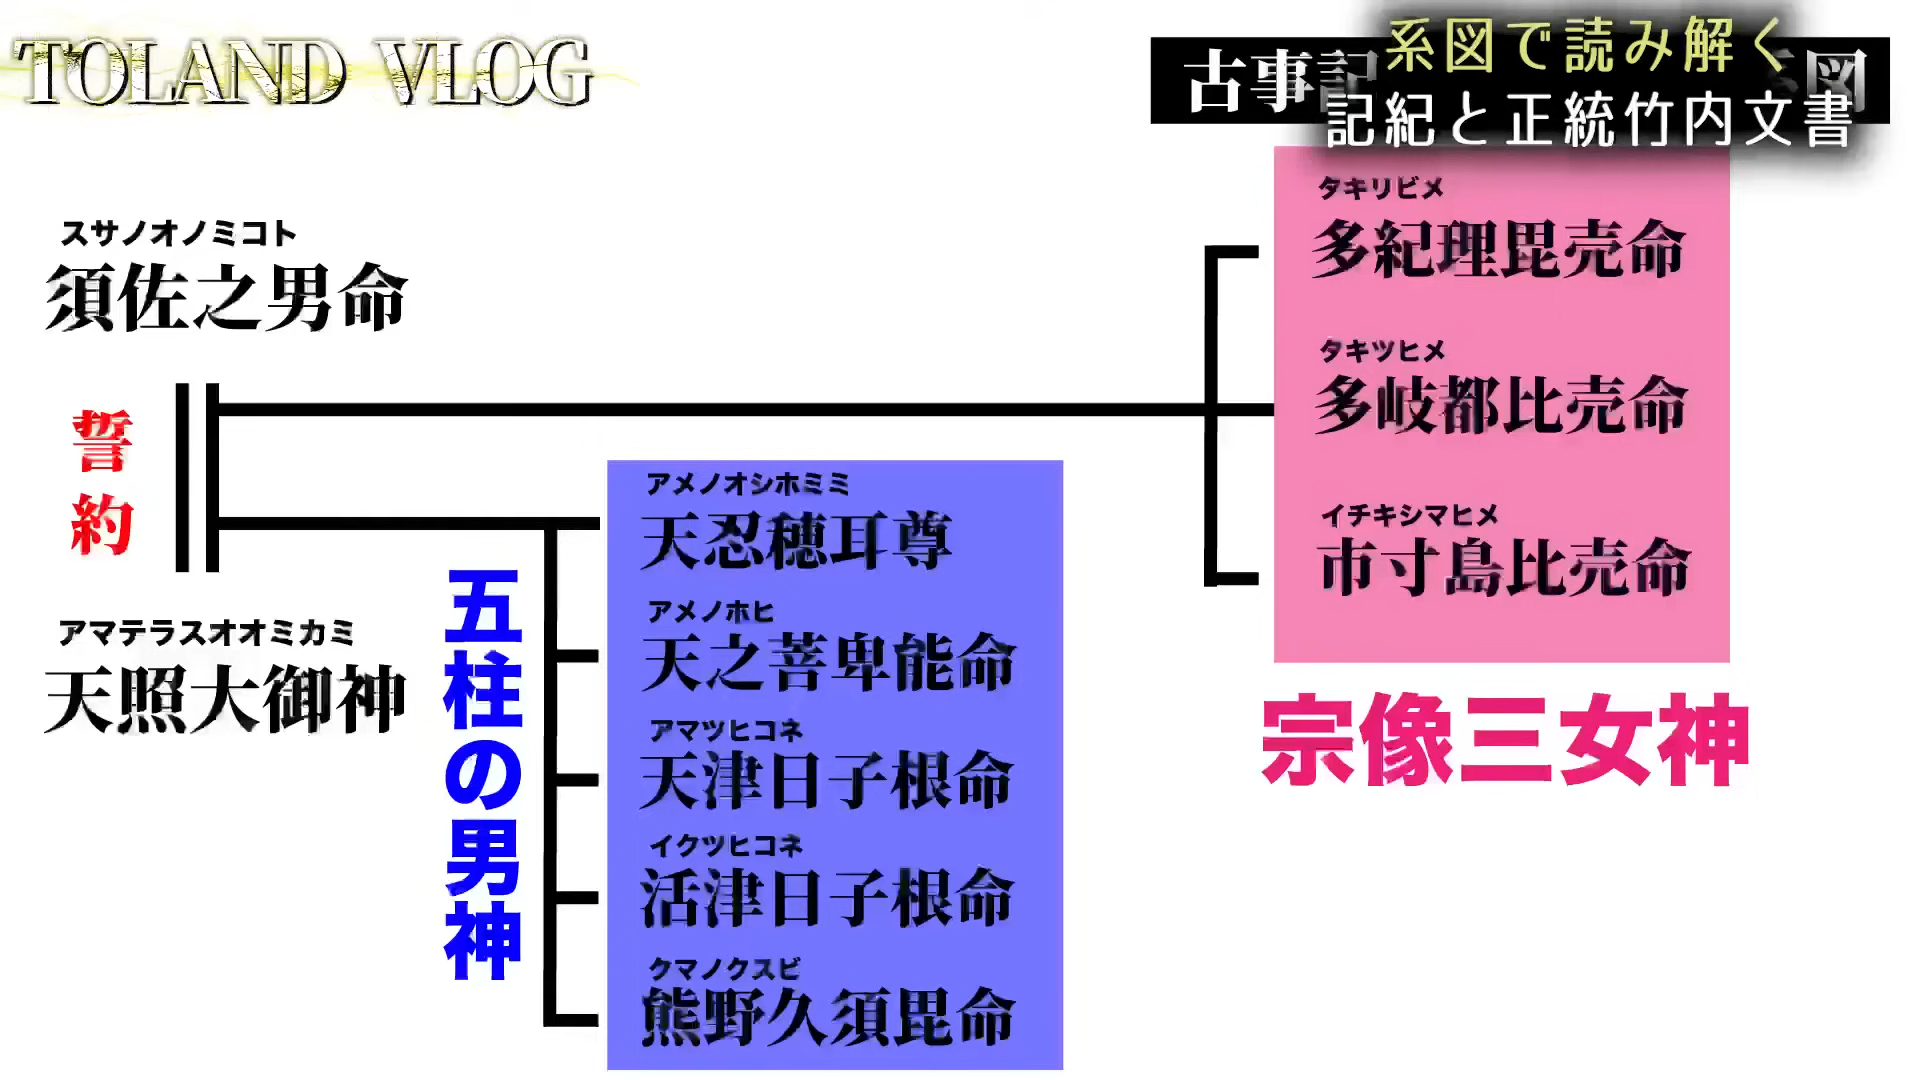 TOLAND VLOG
古事記
図
系図で読み解く
記紀と正統竹内文書
スサノオノミコト
須佐之男命
誓約
アマテラスオオミカミ
天照大御神
五柱の男神
アメノオシホミミ
天忍穂耳尊
アメノホヒ
天之菩卑能命
アマツヒコネ
天津日子根命
イクツヒコネ
活津日子根命
クマノクスビ
熊野久須毘命
タキリビメ
多紀理毘売命
タキツヒメ
多岐都比売命
イチキシマヒメ
市寸島比売命
宗像三女神